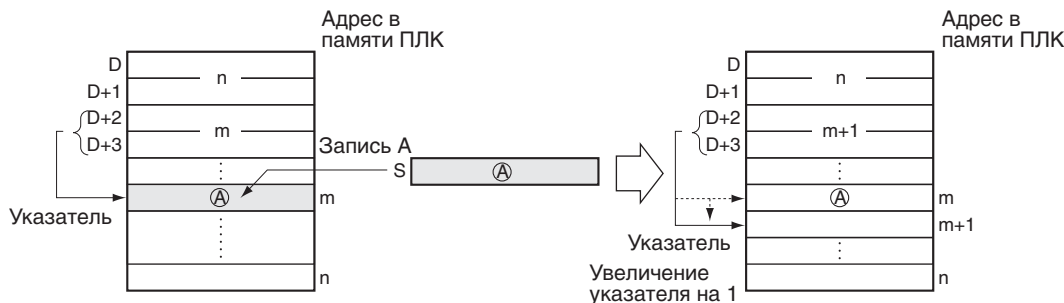 Адрес в
памяти ПЛК
D
n
D+1
D+2
m
D+3
Запись A
S
A
A
m
Указатель
n
Адрес в
памяти ПЛК
D
n
D+1
D+2
m+1
D+3
A
m
m+1
Указатель
Увеличение
указателя на 1
n